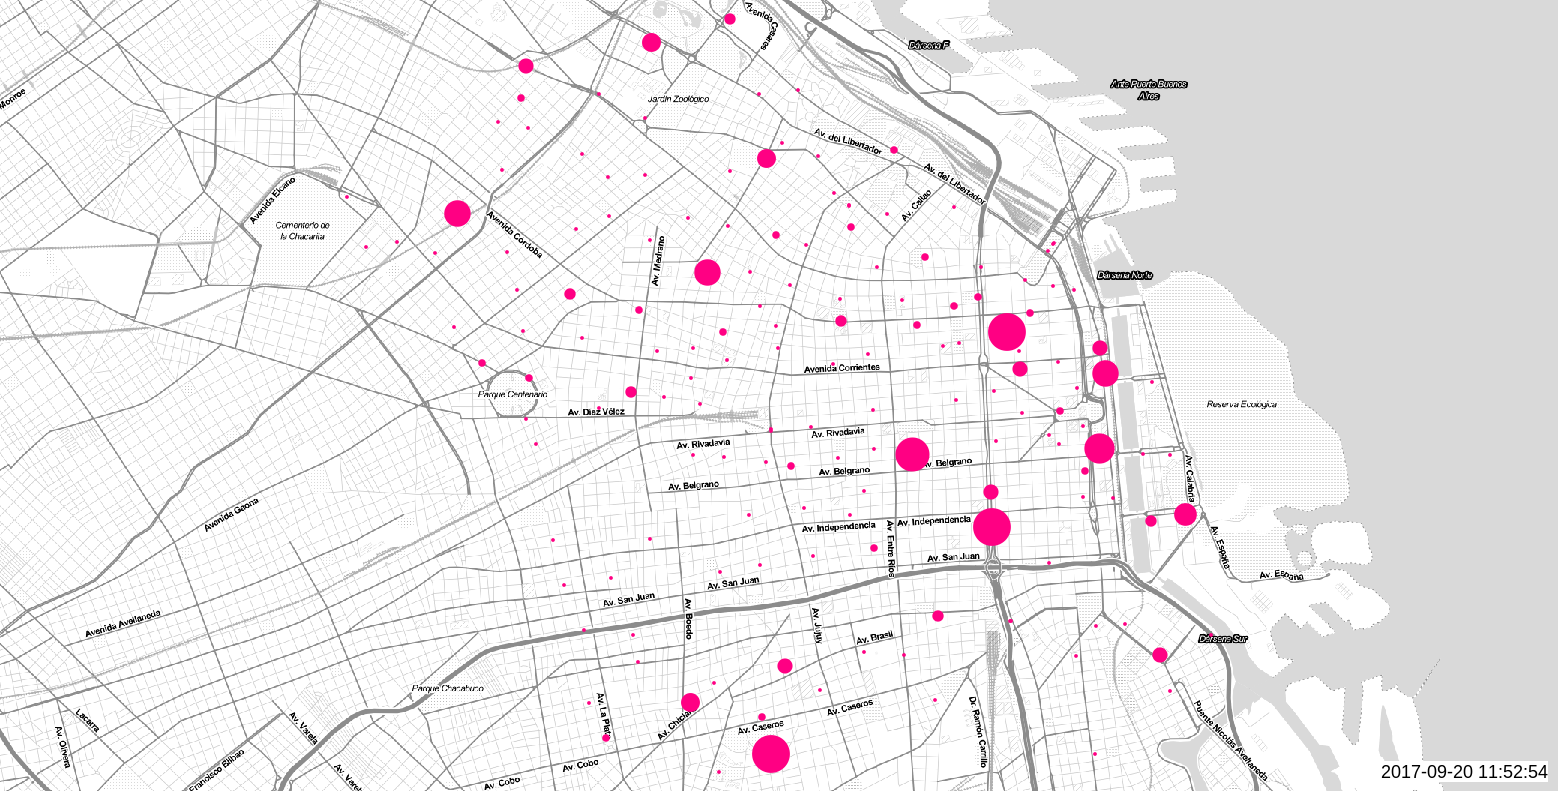 Avenida Casares
Dársena F
Ante Puerto Buenos
Aires
Monroe
Jardín Zoológico
Av. del Libertador
Av. del Libertador
Avenida Elcano
Av. Callao
Cementerio de
la Chacarita
Avenida Córdoba
Av. Medrano
Dársena Norte
Avenida Corrientes
Parque Centenario
Av. Díaz Vélez
Reserva Ecológica
Av. Rivadavia
Av. Rivadavia
Av. Belgrano
Av. Belgrano
Av. Belgrano
Av. Calabria
Avenida Gaona
Av. Independencia
Av. Independencia
Av. Entre Ríos
Av. España
Av. San Juan
Av. España
Av. San Juan
Av. San Juan
Av. Boedo
Av. Jujuy
Avenida Avellaneda
Av. Brasil
Dársena Sur
Parque Chacabuco
Av. La Plata
Av. Chiclana
Av. Caseros
Av. Caseros
Dr. Ramón Carrillo
Puente Nicolás Avellaneda
Lacarra
Av. Olivera
Av. Varela
Av. Varela
Francisco Bilbao
Av. Cobo
Av. Cobo
2017-09-20 11:52:54